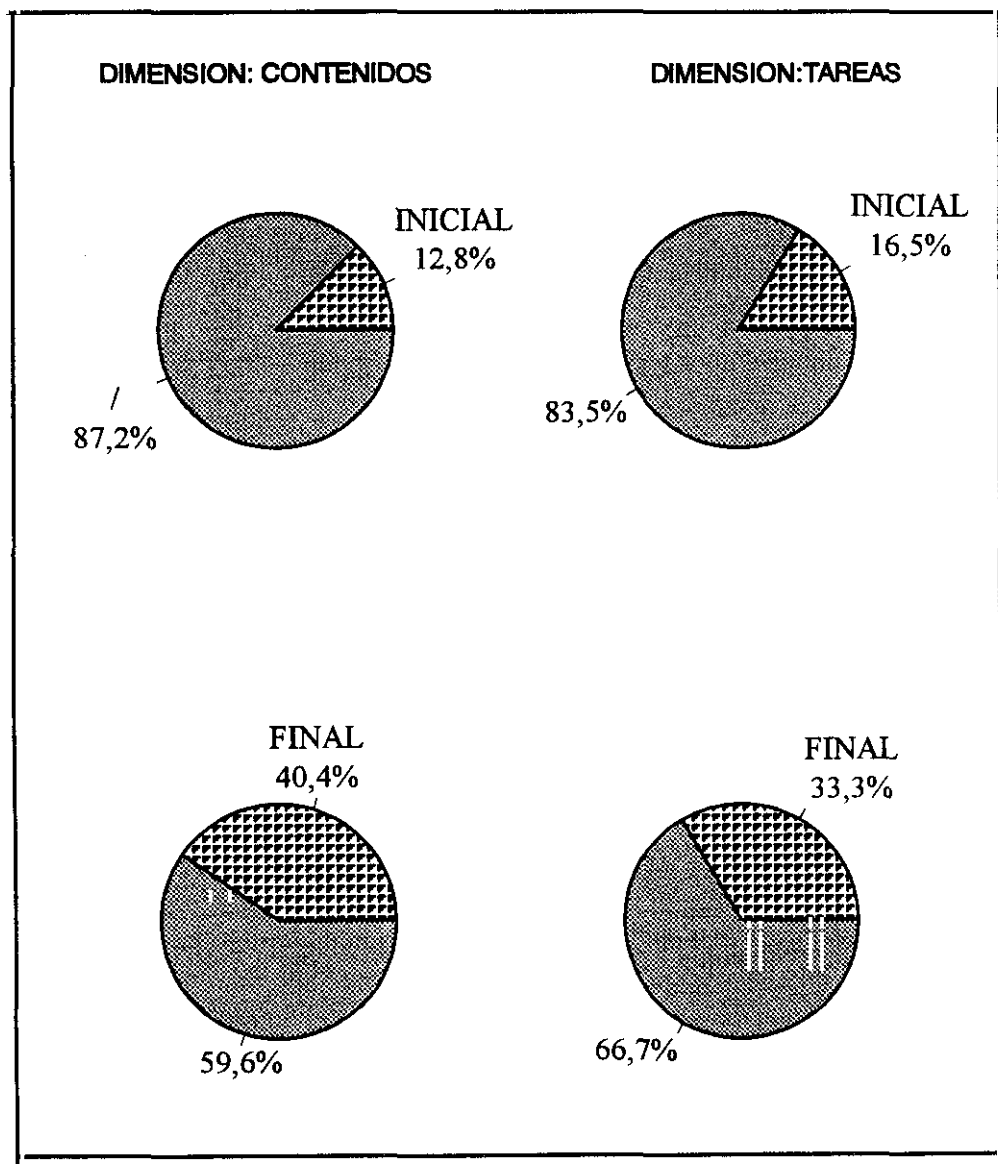 DIMENSION: CONTENIDOS
DIMENSION:TAREAS
INICIAL
12,8%
87,2%
INICIAL
16,5%
83,5%
FINAL
40,4%
59,6%
FINAL
33,3%
66,7%